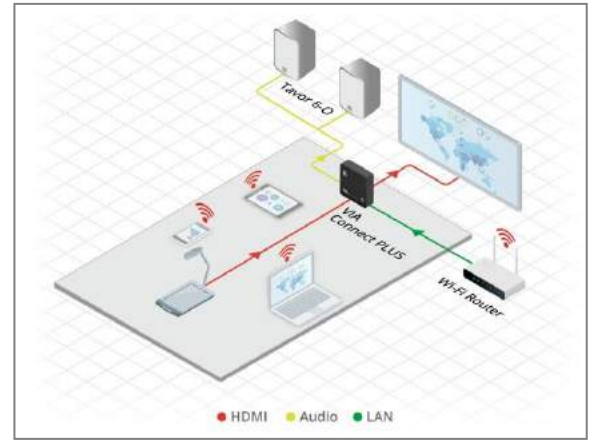 Tavor 6-O
VIA
Connect PLUS
Wi-Fi Router
HDMI
Audio
LAN